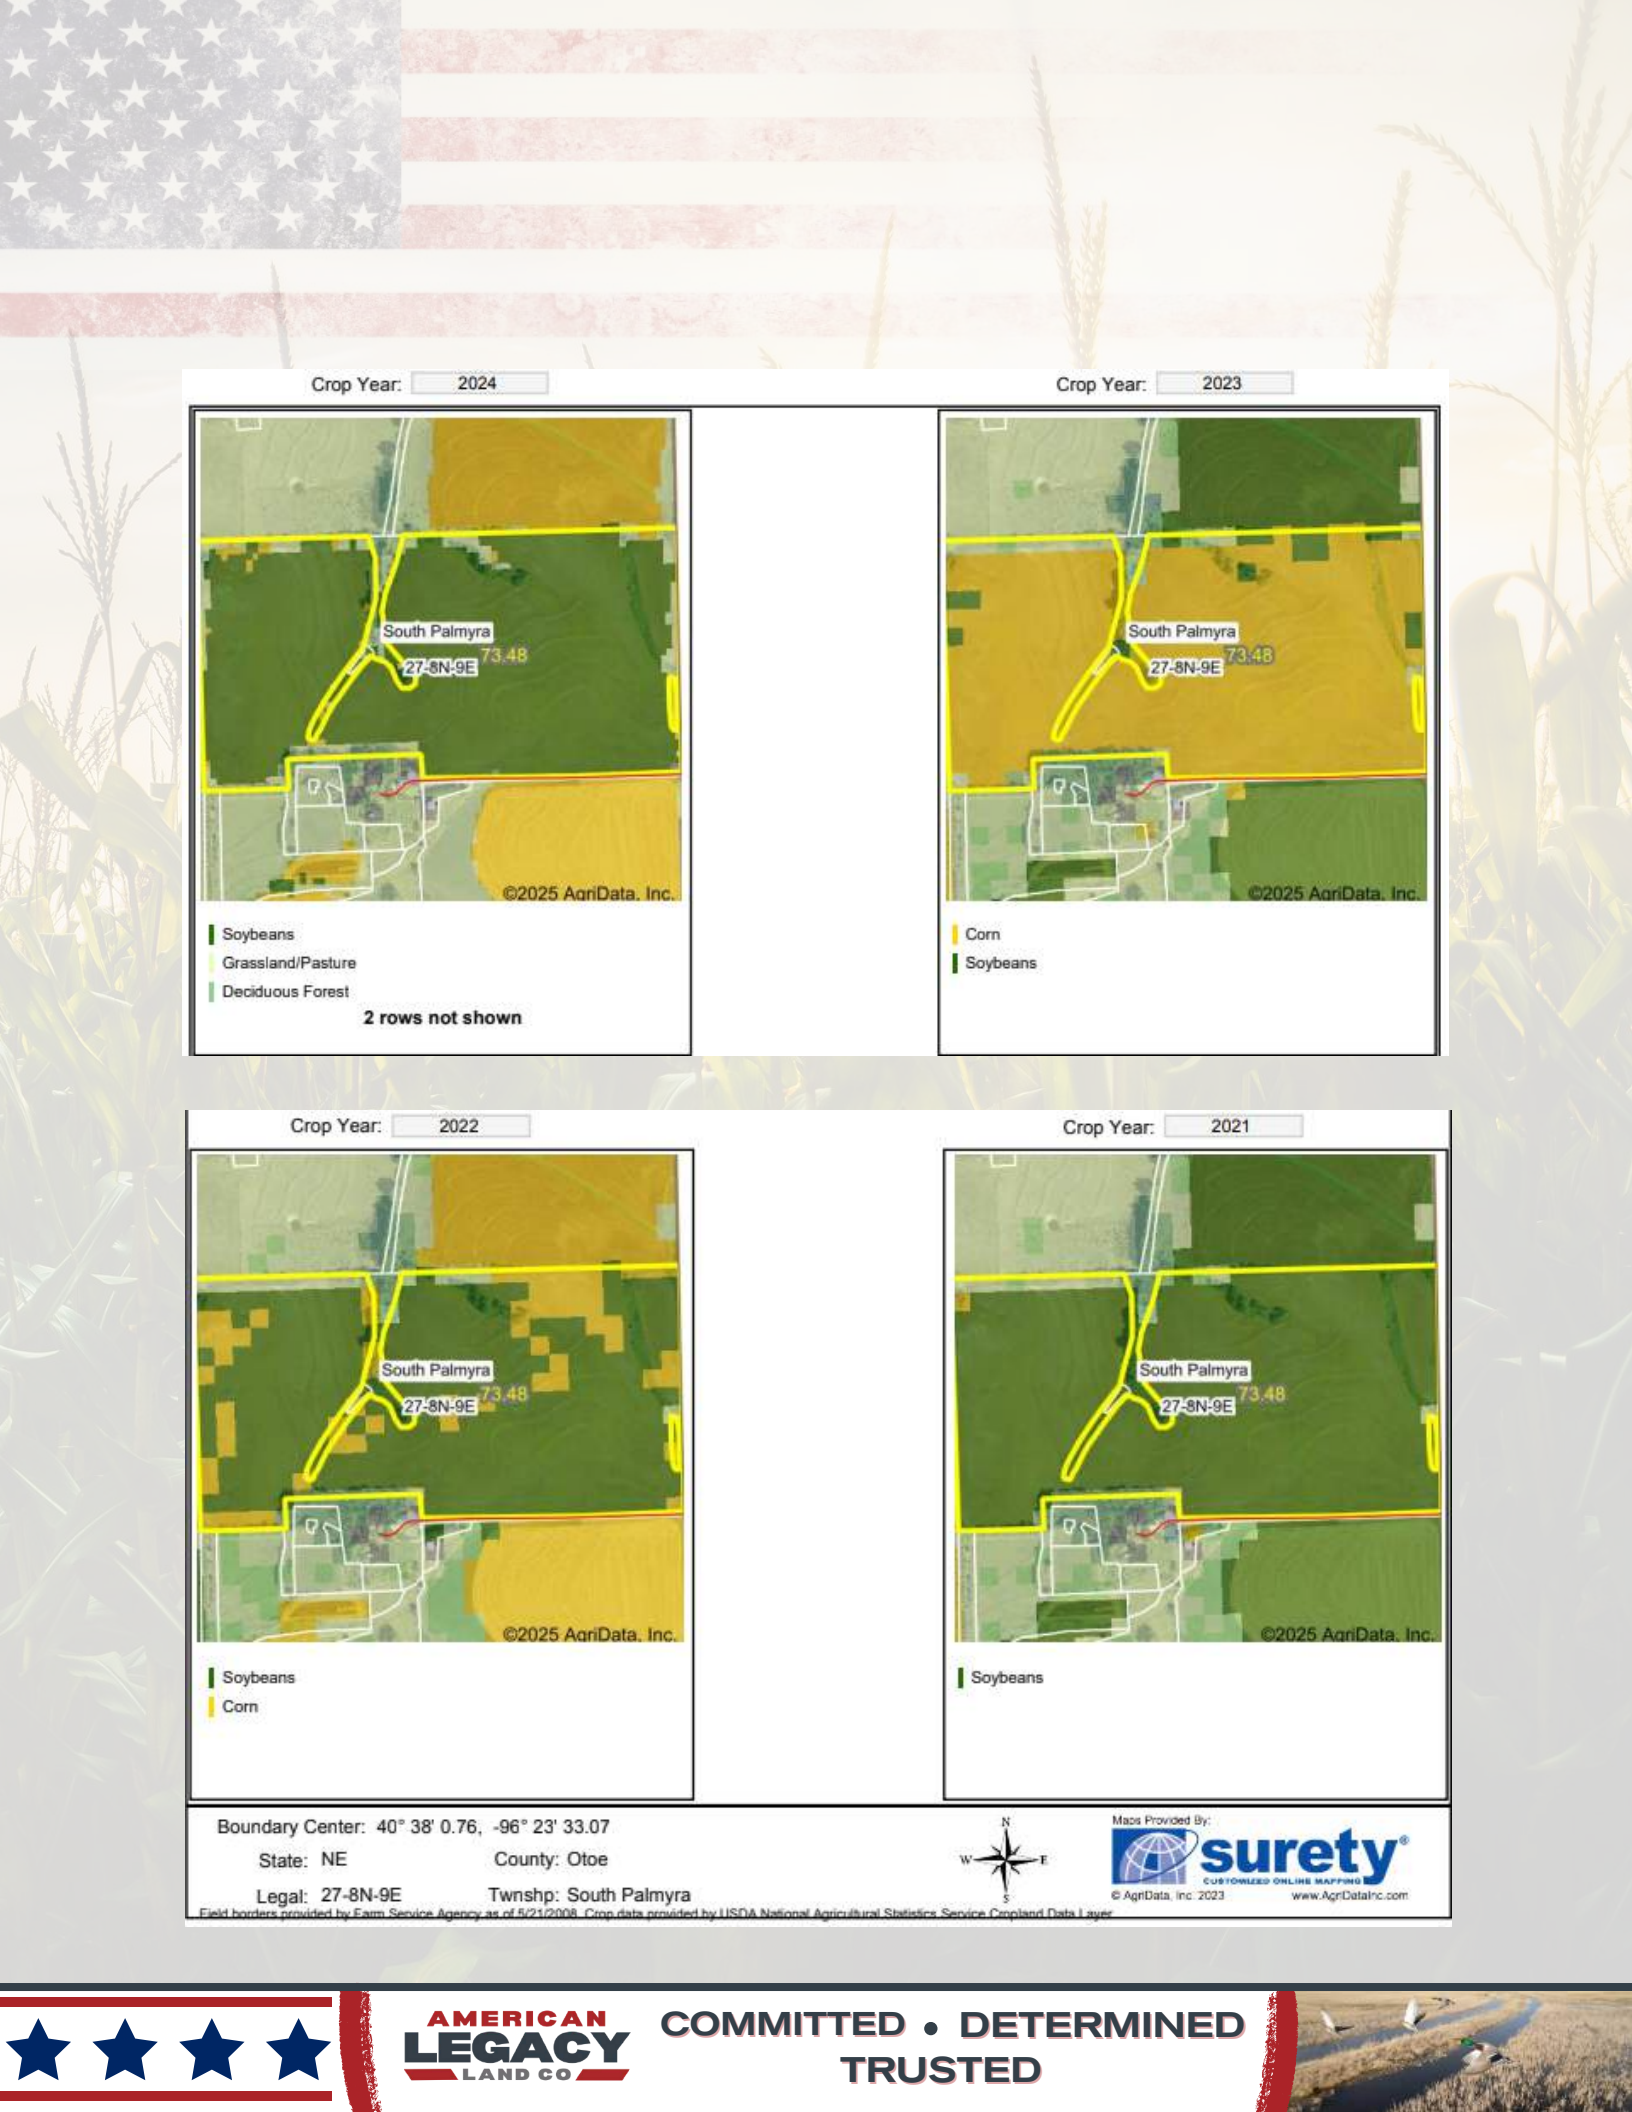 Crop Year: 2024
Crop Year: 2023
South Palmyra
73.48
27-8N-9E
©2025 AgriData, Inc.
Soybeans
Grassland/Pasture
Deciduous Forest
2 rows not shown
South Palmyra
73.48
27-8N-9E
©2025 AgriData, Inc.
Corn
Soybeans
Crop Year: 2022
Crop Year: 2021
South Palmyra
73.48
27-8N-9E
©2025 AgriData, Inc.
Soybeans
Corn
South Palmyra
73.48
27-8N-9E
©2025 AgriData, Inc.
Soybeans
Boundary Center: 40° 38' 0.76, -96° 23' 33.07
State: NE County: Otoe
Legal: 27-8N-9E Twnshp: South Palmyra
Field borders provided by Farm Service Agency as of 5/21/2008. Crop data provided by USDA National Agricultural Statistics Service Cropland Data Layer.
N
W E
S
Maps Provided By:
surety®
CUSTOMIZED ONLINE MAPPING
© AgriData, Inc. 2023 www.AgriDataInc.com
AMERICAN
LEGACY
LAND CO
COMMITTED • DETERMINED
TRUSTED